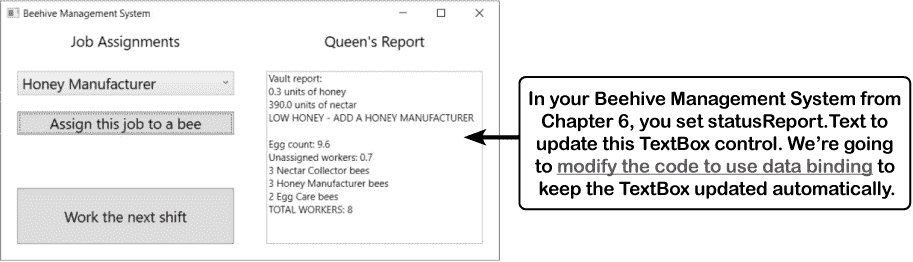 Beehive Management System
Job Assignments
Honey Manufacturer
Assign this job to a bee
Work the next shift
Queen's Report
Vault report:
0.3 units of honey
390.0 units of nectar
LOW HONEY - ADD A HONEY MANUFACTURER
Egg count: 9.6
Unassigned workers: 0.7
3 Nectar Collector bees
3 Honey Manufacturer bees
2 Egg Care bees
TOTAL WORKERS: 8
In your Beehive Management System from
Chapter 6, you set statusReport.Text to
update this TextBox control. We’re going
to modify the code to use data binding to
keep the TextBox updated automatically.